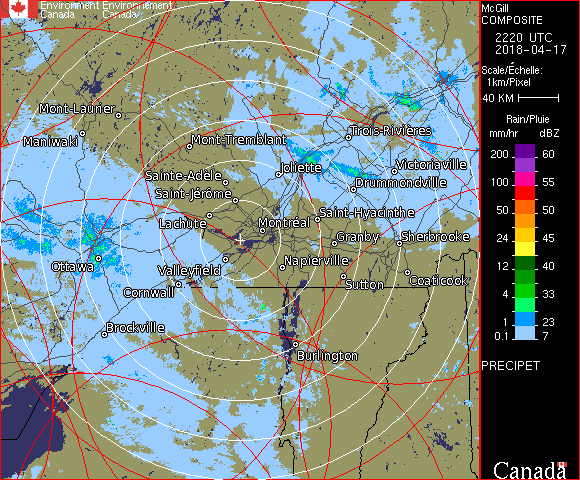 Environment Environnement
Canada Canada
Mont-Laurier
Maniwaki
Mont-Tremblant
Trois-Rivières
Sainte-Adèle
Joliette
Victoriaville
Saint-Jérôme
Drummondville
Lachute
Montréal
Saint-Hyacinthe
Granby
Sherbrooke
Ottawa
Valleyfield
Napierville
Cornwall
Sutton
Coaticook
Brockville
Burlington
McGill
COMPOSITE
2220 UTC
2018-04-17
Scale/Échelle:
1km/Pixel
40 KM
Rain/Pluie
mm/hr dBZ
200 60
100 55
50 50
24 45
12 40
4 33
1 23
0.1 7
PRECIPET
Canada